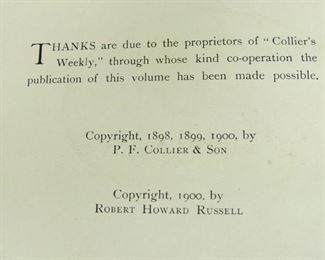 THANKS are due to the proprietors of "Collier's
Weekly," through whose kind co-operation the
publication of this volume has been made possible.
Copyright, 1898, 1899, 1900, by
P. F. COLLIER & SON
Copyright, 1900, by
ROBERT HOWARD RUSSELL